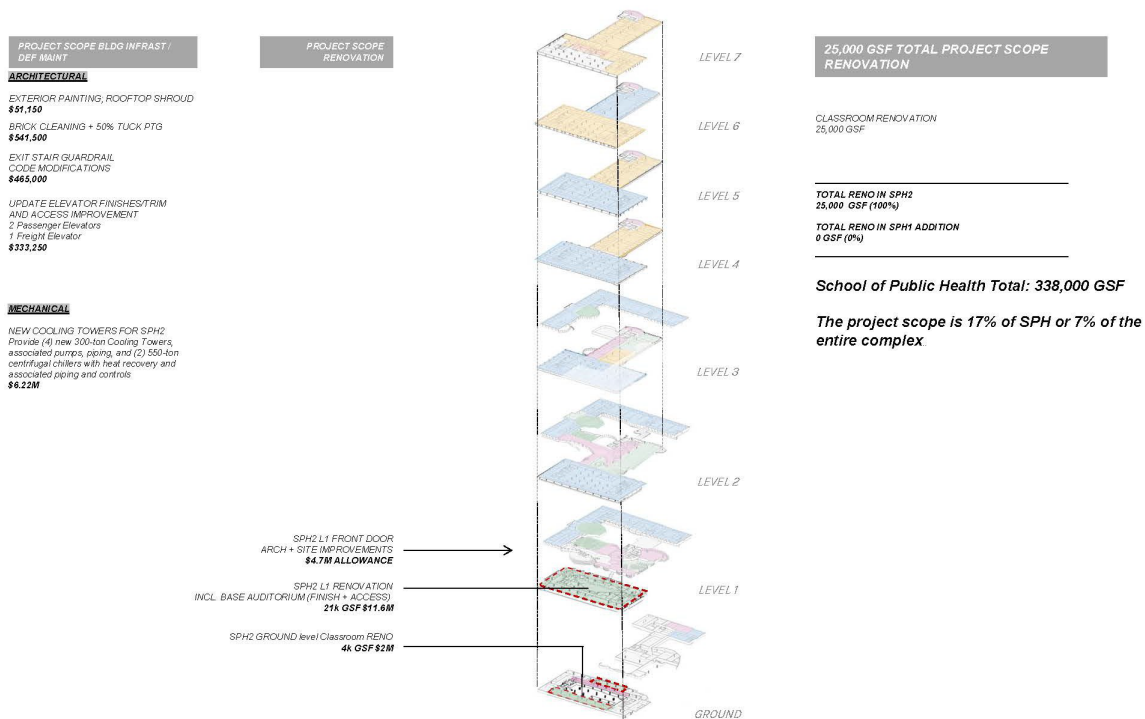 PROJECT SCOPE BLDG INFRAST /
DEF MAINT
ARCHITECTURAL
EXTERIOR PAINTING; ROOFTOP SHROUD
$51,150
BRICK CLEANING + 50% TUCK PTG
$541,500
EXIT STAIR GUARDRAIL
CODE MODIFICATIONS
$465,000
UPDATE ELEVATOR FINISHES/TRIM
AND ACCESS IMPROVEMENT
2 Passenger Elevators
1 Freight Elevator
$333,250
MECHANICAL
NEW COOLING TOWERS FOR SPH2
Provide (4) new 300-ton Cooling Towers,
associated pumps, piping, and (2) 550-ton
centrifugal chillers with heat recovery and
associated piping and controls
$6.22M
PROJECT SCOPE
RENOVATION
SPH2 L1 FRONT DOOR
ARCH + SITE IMPROVEMENTS
$4.7M ALLOWANCE
SPH2 L1 RENOVATION
INCL. BASE AUDITORIUM (FINISH + ACCESS)
21k GSF $11.6M
SPH2 GROUND level Classroom RENO
4k GSF $2M
LEVEL 7
LEVEL 6
LEVEL 5
LEVEL 4
LEVEL 3
LEVEL 2
LEVEL 1
GROUND
25,000 GSF TOTAL PROJECT SCOPE
RENOVATION
CLASSROOM RENOVATION
25,000 GSF
TOTAL RENO IN SPH2
25,000 GSF (100%)
TOTAL RENO IN SPH1 ADDITION
0 GSF (0%)
School of Public Health Total: 338,000 GSF
The project scope is 17% of SPH or 7% of the
entire complex